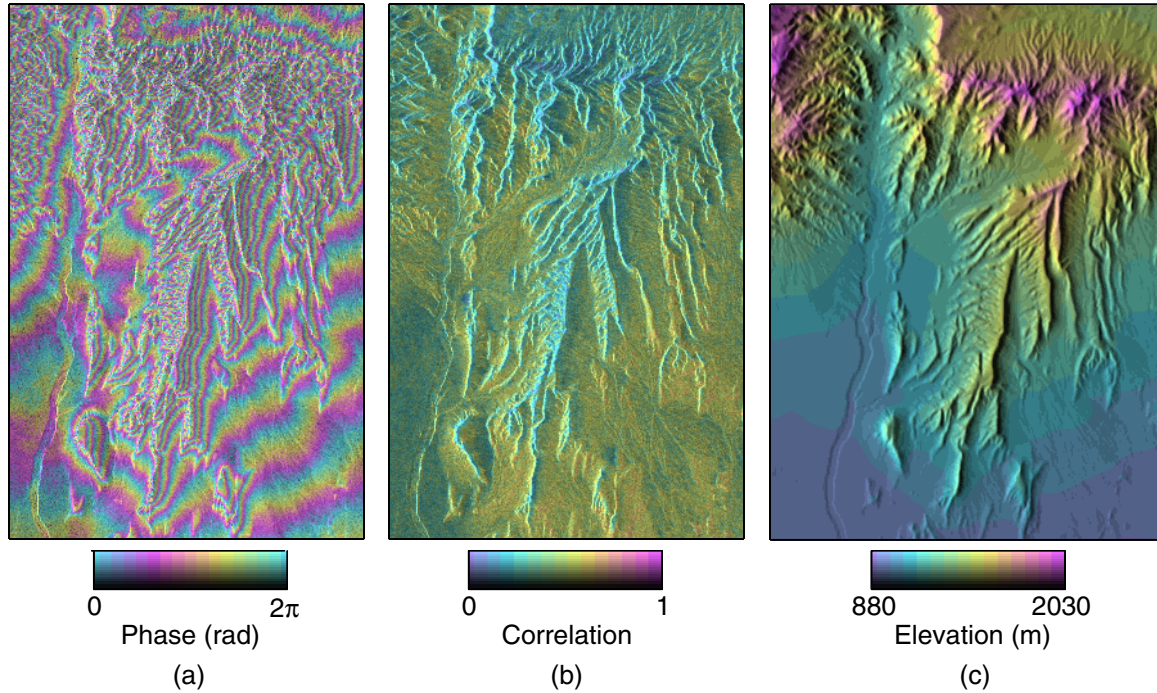 0 2π
Phase (rad)
(a)
0 1
Correlation
(b)
880 2030
Elevation (m)
(c)